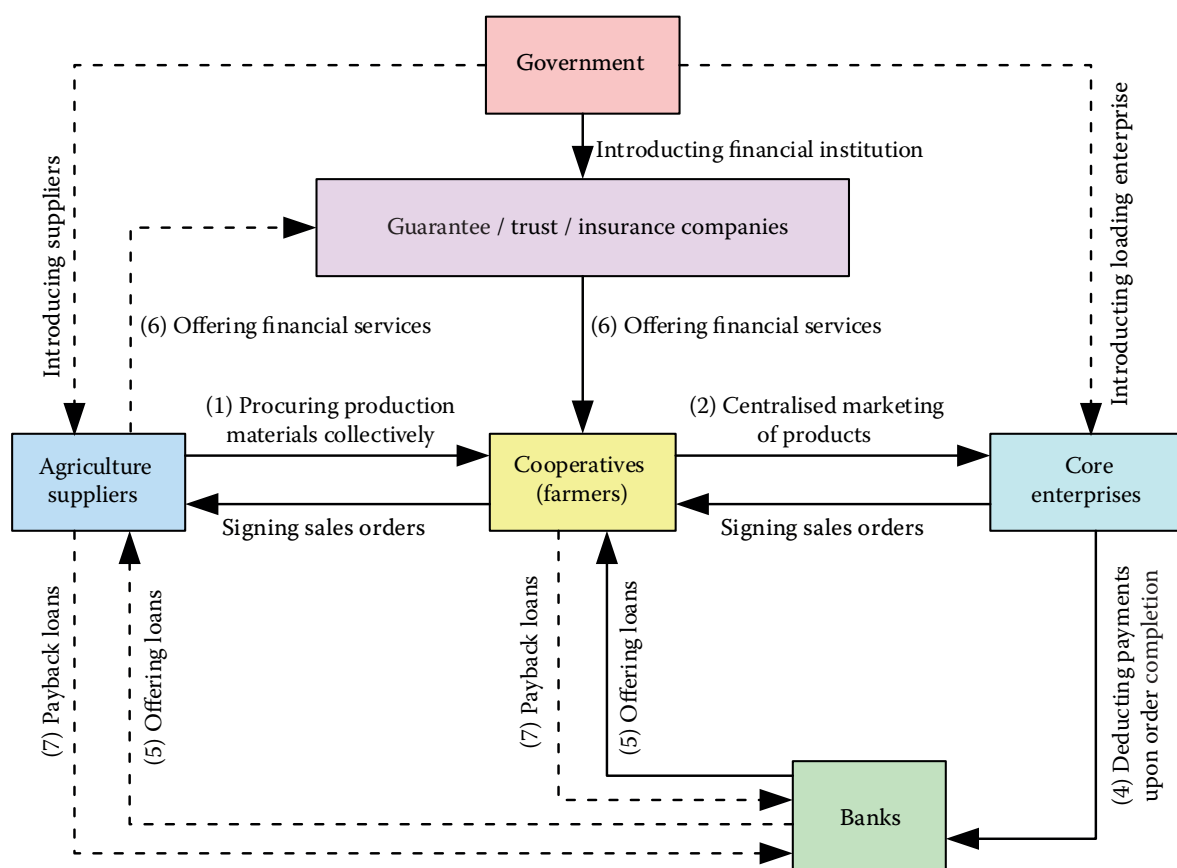 Government
Introducting financial institution
Guarantee / trust / insurance companies
Introducing suppliers
Introducting loading enterprise
(6) Offering financial services
(6) Offering financial services
(1) Procuring production
materials collectively
(2) Centralised marketing
of products
Agriculture
suppliers
Cooperatives
(farmers)
Core
enterprises
Signing sales orders
Signing sales orders
(7) Payback loans
(5) Offering loans
(7) Payback loans
(5) Offering loans
(4) Deducting payments
upon order completion
Banks